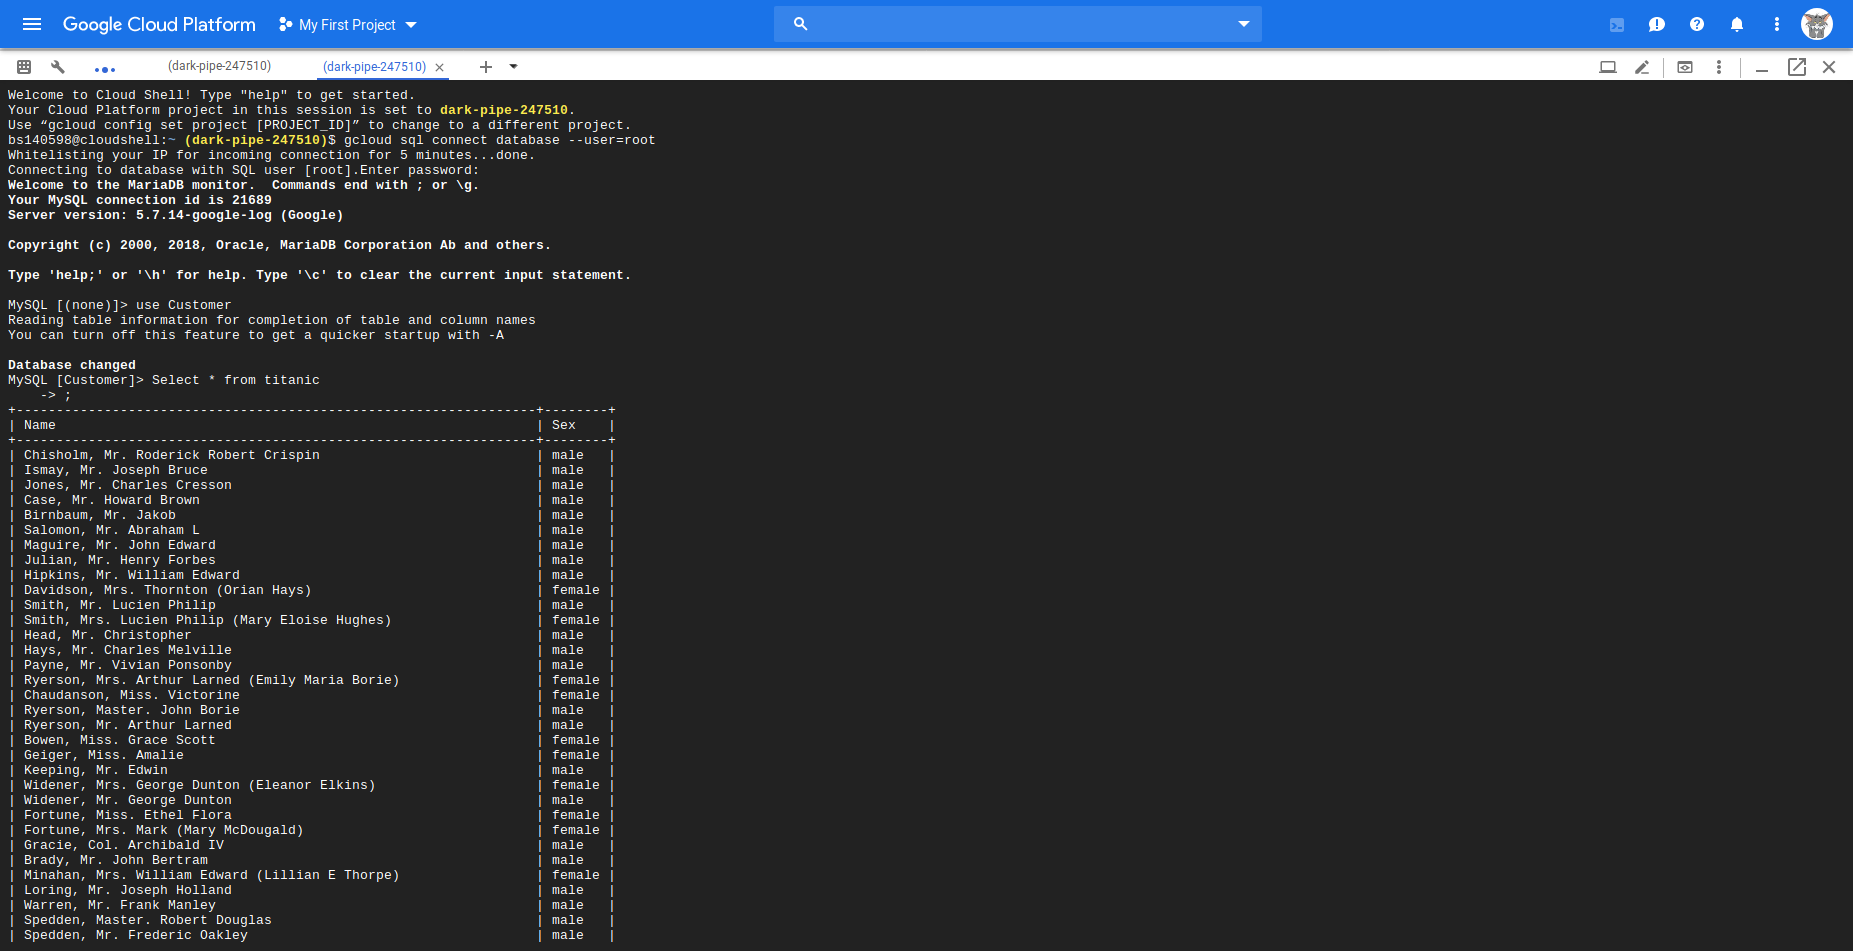 Google Cloud Platform My First Project
(dark-pipe-247510) (dark-pipe-247510)
Welcome to Cloud Shell! Type "help" to get started.
Your Cloud Platform project in this session is set to dark-pipe-247510.
Use “gcloud config set project [PROJECT_ID]” to change to a different project.
bs140598@cloudshell:~ (dark-pipe-247510)$ gcloud sql connect database --user=root
Whitelisting your IP for incoming connection for 5 minutes...done.
Connecting to database with SQL user [root].Enter password:
Welcome to the MariaDB monitor.  Commands end with ; or \g.
Your MySQL connection id is 21689
Server version: 5.7.14-google-log (Google)
Copyright (c) 2000, 2018, Oracle, MariaDB Corporation Ab and others.
Type 'help;' or '\h' for help. Type '\c' to clear the current input statement.
MySQL [(none)]> use Customer
Reading table information for completion of table and column names
You can turn off this feature to get a quicker startup with -A
Database changed
MySQL [Customer]> Select * from titanic
    -> ;
+-----------------------------------------------------------------+--------+
| Name | Sex |
+-----------------------------------------------------------------+--------+
| Chisholm, Mr. Roderick Robert Crispin | male |
| Ismay, Mr. Joseph Bruce | male |
| Jones, Mr. Charles Cresson | male |
| Case, Mr. Howard Brown | male |
| Birnbaum, Mr. Jakob | male |
| Salomon, Mr. Abraham L | male |
| Maguire, Mr. John Edward | male |
| Julian, Mr. Henry Forbes | male |
| Hipkins, Mr. William Edward | male |
| Davidson, Mrs. Thornton (Orian Hays) | female |
| Smith, Mr. Lucien Philip | male |
| Smith, Mrs. Lucien Philip (Mary Eloise Hughes) | female |
| Head, Mr. Christopher | male |
| Hays, Mr. Charles Melville | male |
| Payne, Mr. Vivian Ponsonby | male |
| Ryerson, Mrs. Arthur Larned (Emily Maria Borie) | female |
| Chaudanson, Miss. Victorine | female |
| Ryerson, Master. John Borie | male |
| Ryerson, Mr. Arthur Larned | male |
| Bowen, Miss. Grace Scott | female |
| Geiger, Miss. Amalie | female |
| Keeping, Mr. Edwin | male |
| Widener, Mrs. George Dunton (Eleanor Elkins) | female |
| Widener, Mr. George Dunton | male |
| Fortune, Miss. Ethel Flora | female |
| Fortune, Mrs. Mark (Mary McDougald) | female |
| Gracie, Col. Archibald IV | male |
| Brady, Mr. John Bertram | male |
| Minahan, Mrs. William Edward (Lillian E Thorpe) | female |
| Loring, Mr. Joseph Holland | male |
| Warren, Mr. Frank Manley | male |
| Spedden, Master. Robert Douglas | male |
| Spedden, Mr. Frederic Oakley | male |